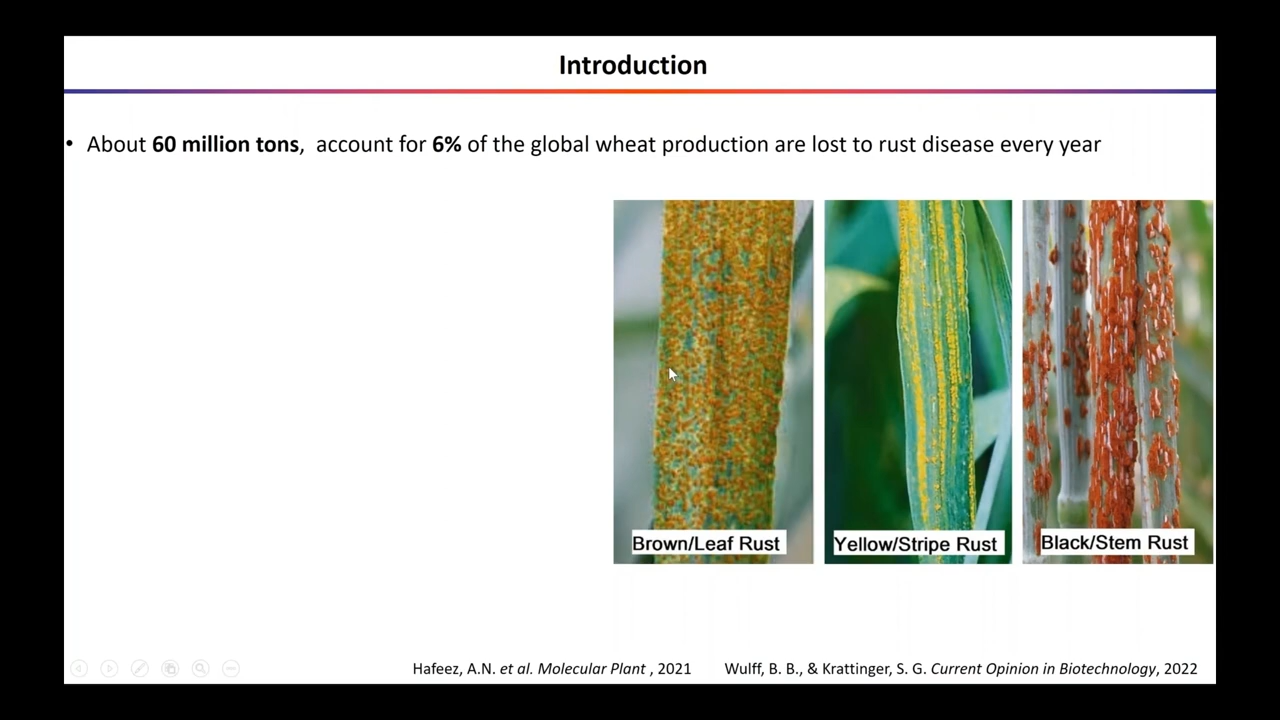 Introduction
• About 60 million tons,  account for 6% of the global wheat production are lost to rust disease every year
Brown/Leaf Rust
Yellow/Stripe Rust
Black/Stem Rust
Hafeez, A.N. et al. Molecular Plant , 2021
Wulff, B. B., & Krattinger, S. G. Current Opinion in Biotechnology, 2022